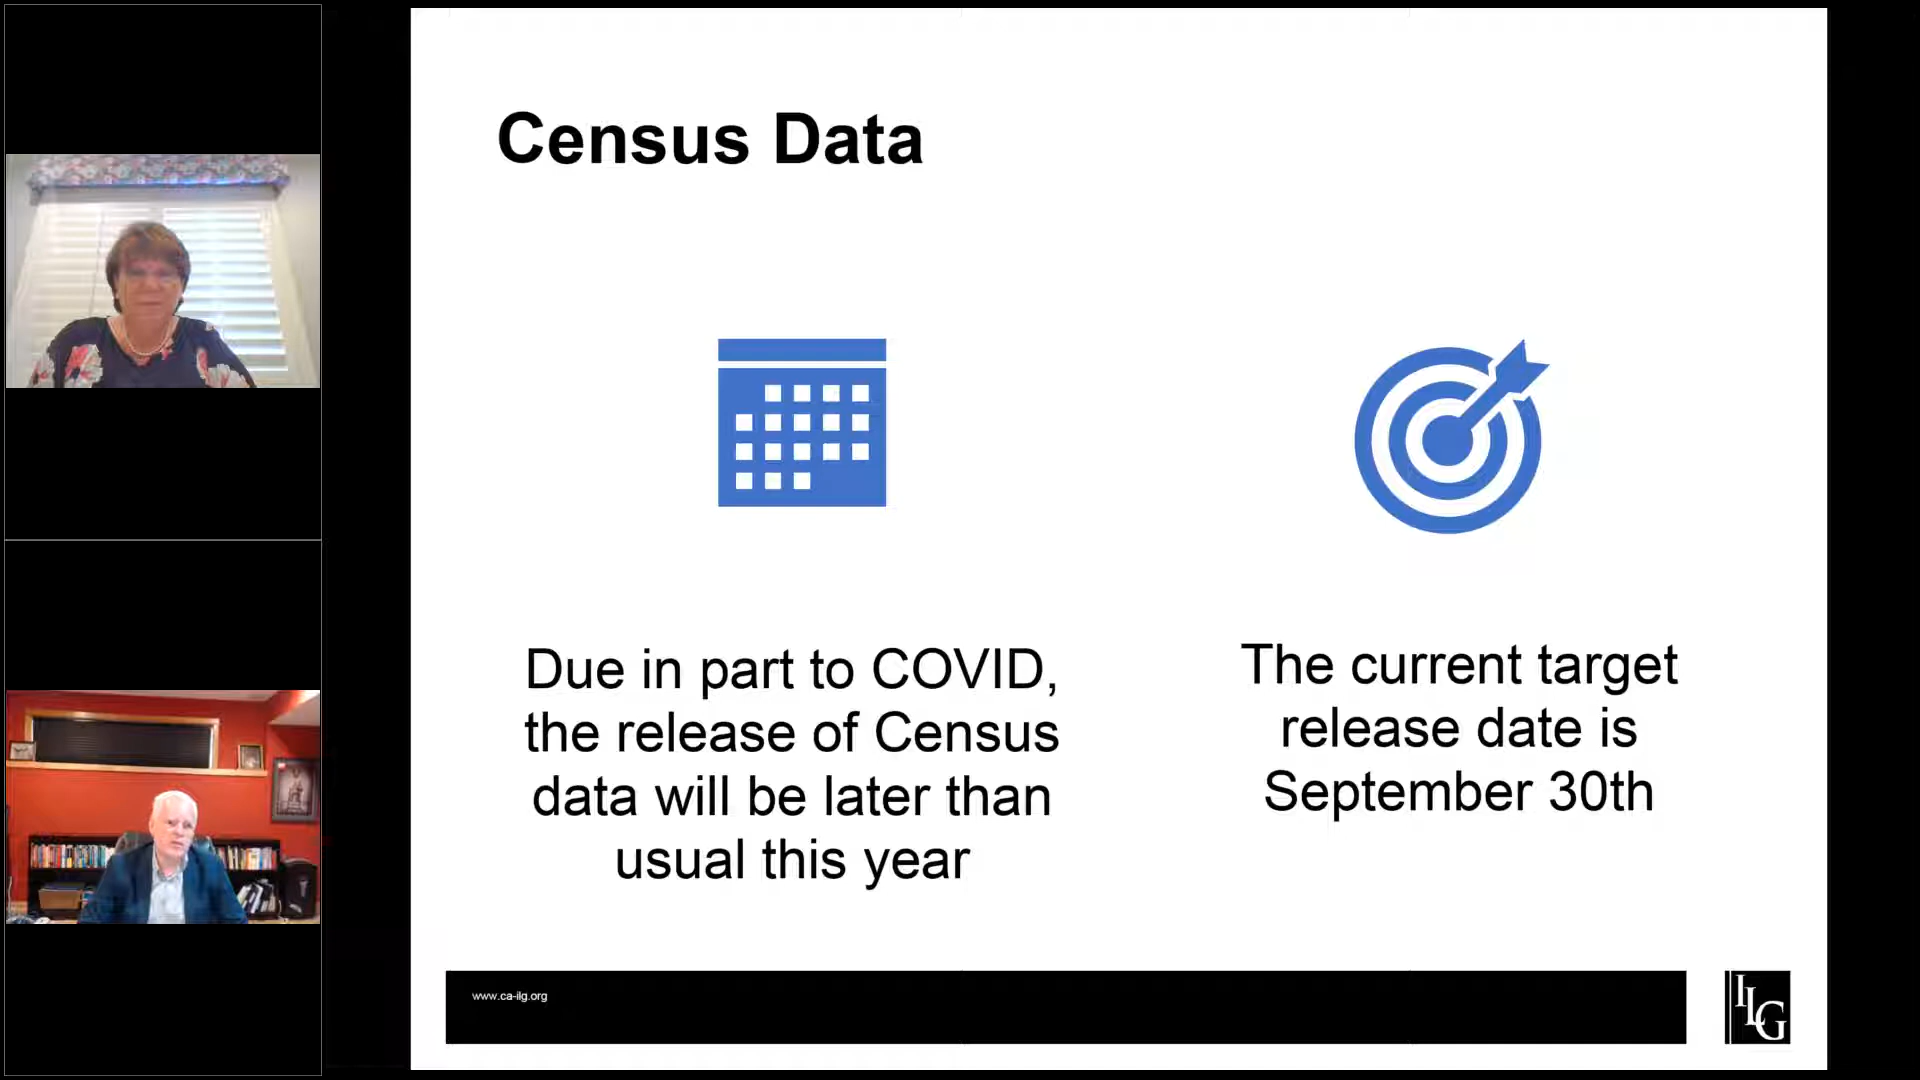 Census Data
Due in part to COVID,
the release of Census
data will be later than
usual this year
The current target
release date is
September 30th
www.ca-ilg.org
ILG